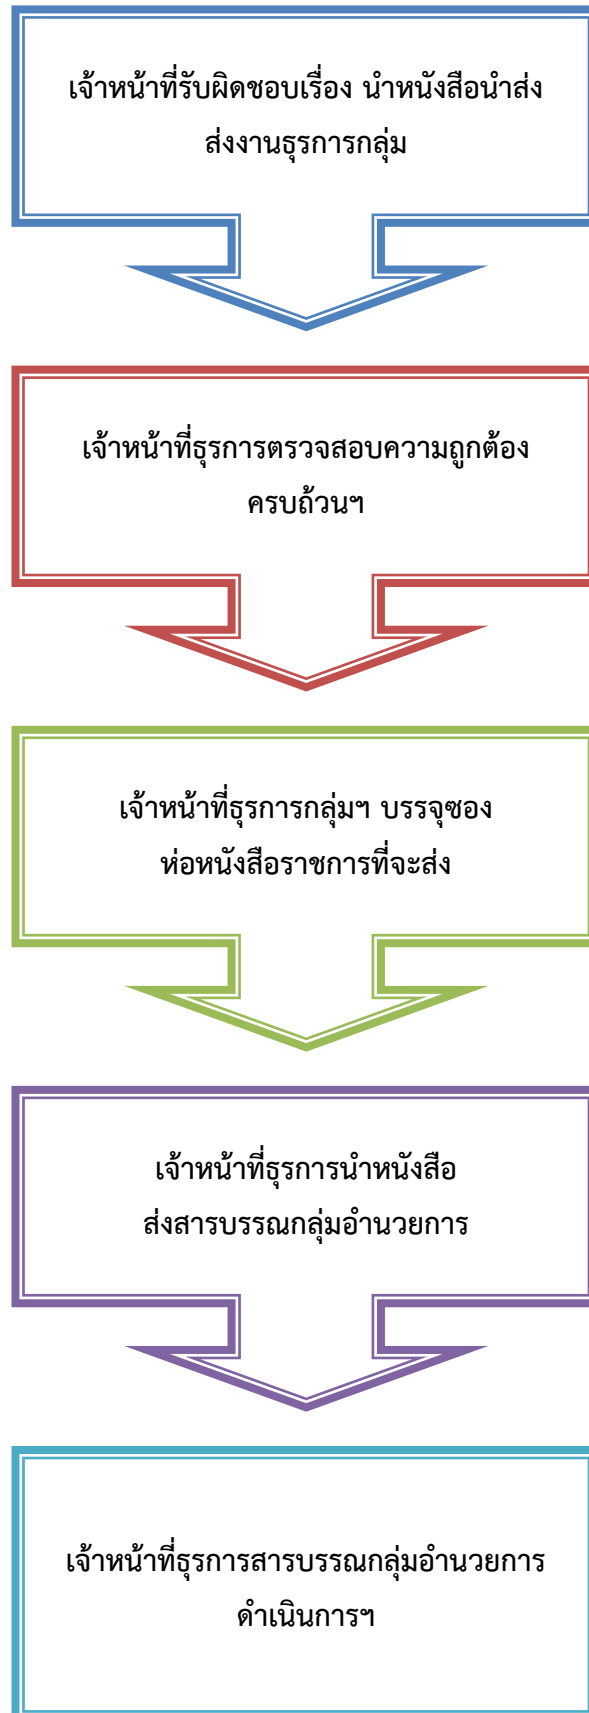 เจ้าหน้าที่รับผิดชอบเรื่อง นำหนังสือนำส่ง
ส่งงานธุรการกลุ่ม
เจ้าหน้าที่ธุรการตรวจสอบความถูกต้อง
ครบถ้วนฯ
เจ้าหน้าที่ธุรการกลุ่มฯ บรรจุซอง
ห่อหนังสือราชการที่จะส่ง
เจ้าหน้าที่ธุรการนำหนังสือ
ส่งสารบรรณกลุ่มอำนวยการ
เจ้าหน้าที่ธุรการสารบรรณกลุ่มอำนวยการ
ดำเนินการฯ